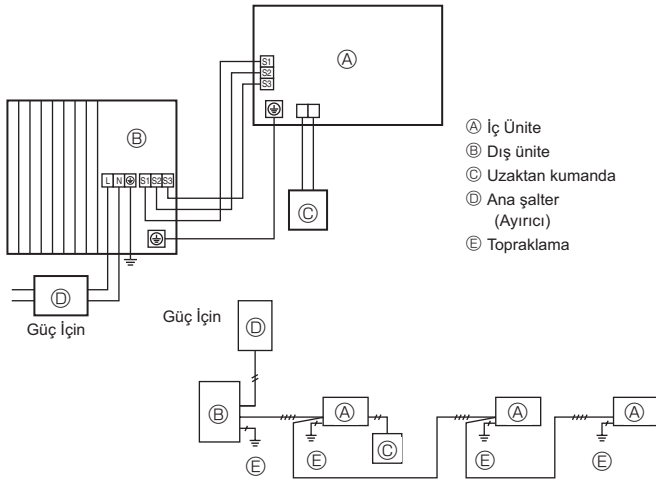 S1
S2
S3
Ⓐ
Ⓑ
L N S1 S2 S3
Ⓒ
Ⓓ
Güç İçin
Ⓐ İç Ünite
Ⓑ Dış ünite
Ⓒ Uzaktan kumanda
Ⓓ Ana şalter
(Ayırıcı)
Ⓔ Topraklama
Güç İçin
Ⓓ
Ⓑ Ⓐ Ⓐ Ⓐ
Ⓒ
Ⓔ Ⓔ Ⓔ Ⓔ